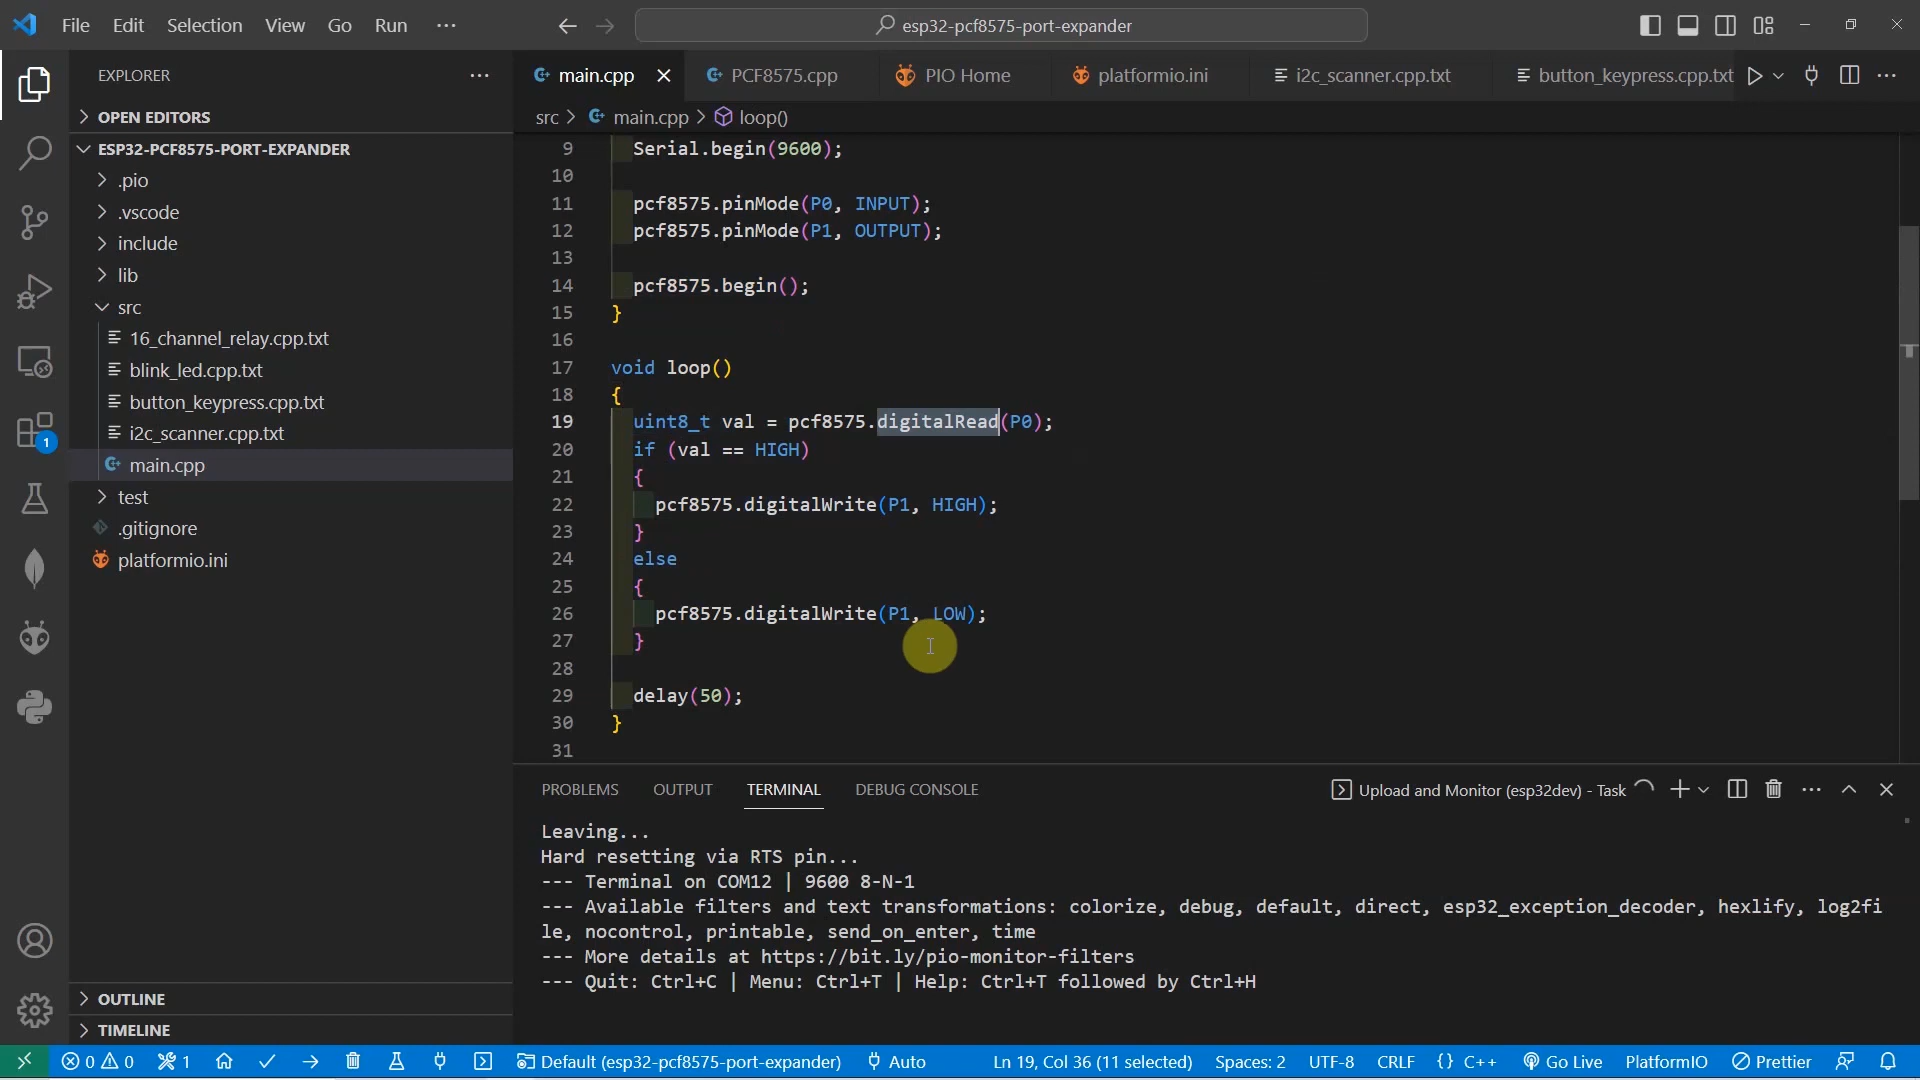 File Edit Selection View Go Run ···
esp32-pcf8575-port-expander
EXPLORER
OPEN EDITORS
ESP32-PCF8575-PORT-EXPANDER
.pio
.vscode
include
lib
src
16_channel_relay.cpp.txt
blink_led.cpp.txt
button_keypress.cpp.txt
i2c_scanner.cpp.txt
main.cpp
test
.gitignore
platformio.ini
OUTLINE
TIMELINE
1
main.cpp PCF8575.cpp PIO Home platformio.ini i2c_scanner.cpp.txt button_keypress.cpp.txt
src > main.cpp > loop()
9 Serial.begin(9600);
10
11 pcf8575.pinMode(P0, INPUT);
12 pcf8575.pinMode(P1, OUTPUT);
13
14 pcf8575.begin();
15 }
16
17 void loop()
18 {
19 uint8_t val = pcf8575.digitalRead(P0);
20 if (val == HIGH)
21 {
22 pcf8575.digitalWrite(P1, HIGH);
23 }
24 else
25 {
26 pcf8575.digitalWrite(P1, LOW);
27 }
28
29 delay(50);
30 }
31
PROBLEMS OUTPUT TERMINAL DEBUG CONSOLE Upload and Monitor (esp32dev) - Task
Leaving...
Hard resetting via RTS pin...
--- Terminal on COM12 | 9600 8-N-1
--- Available filters and text transformations: colorize, debug, default, direct, esp32_exception_decoder, hexlify, log2fi
le, nocontrol, printable, send_on_enter, time
--- More details at https://bit.ly/pio-monitor-filters
--- Quit: Ctrl+C | Menu: Ctrl+T | Help: Ctrl+T followed by Ctrl+H
0 0 1 Default (esp32-pcf8575-port-expander) Auto Ln 19, Col 36 (11 selected) Spaces: 2 UTF-8 CRLF {} C++ Go Live PlatformIO Prettier